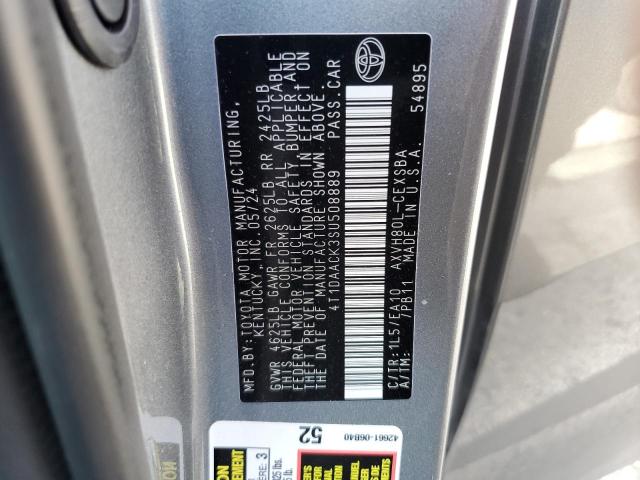 MFD.BY:TOYOTA MOTOR MANUFACTURING,
KENTUCKY, INC.05/24
GVWR 4625LB GAWR FR 2625LB RR 2425LB
THIS VEHICLE CONFORMS TO ALL APPLICABLE
FEDERAL MOTOR VEHICLE SAFETY, BUMPER, AND
THEFT PREVENTION STANDARDS IN EFFECT ON
THE DATE OF MANUFACTURE SHOWN ABOVE.
4T1DAACK3SU508889 PASS.CAR
C/TR:1L5/EA10 AXVH80L-CEXSBA
A/TM: /PB11 MADE IN U.S.A. 54895
52
42661-06B40